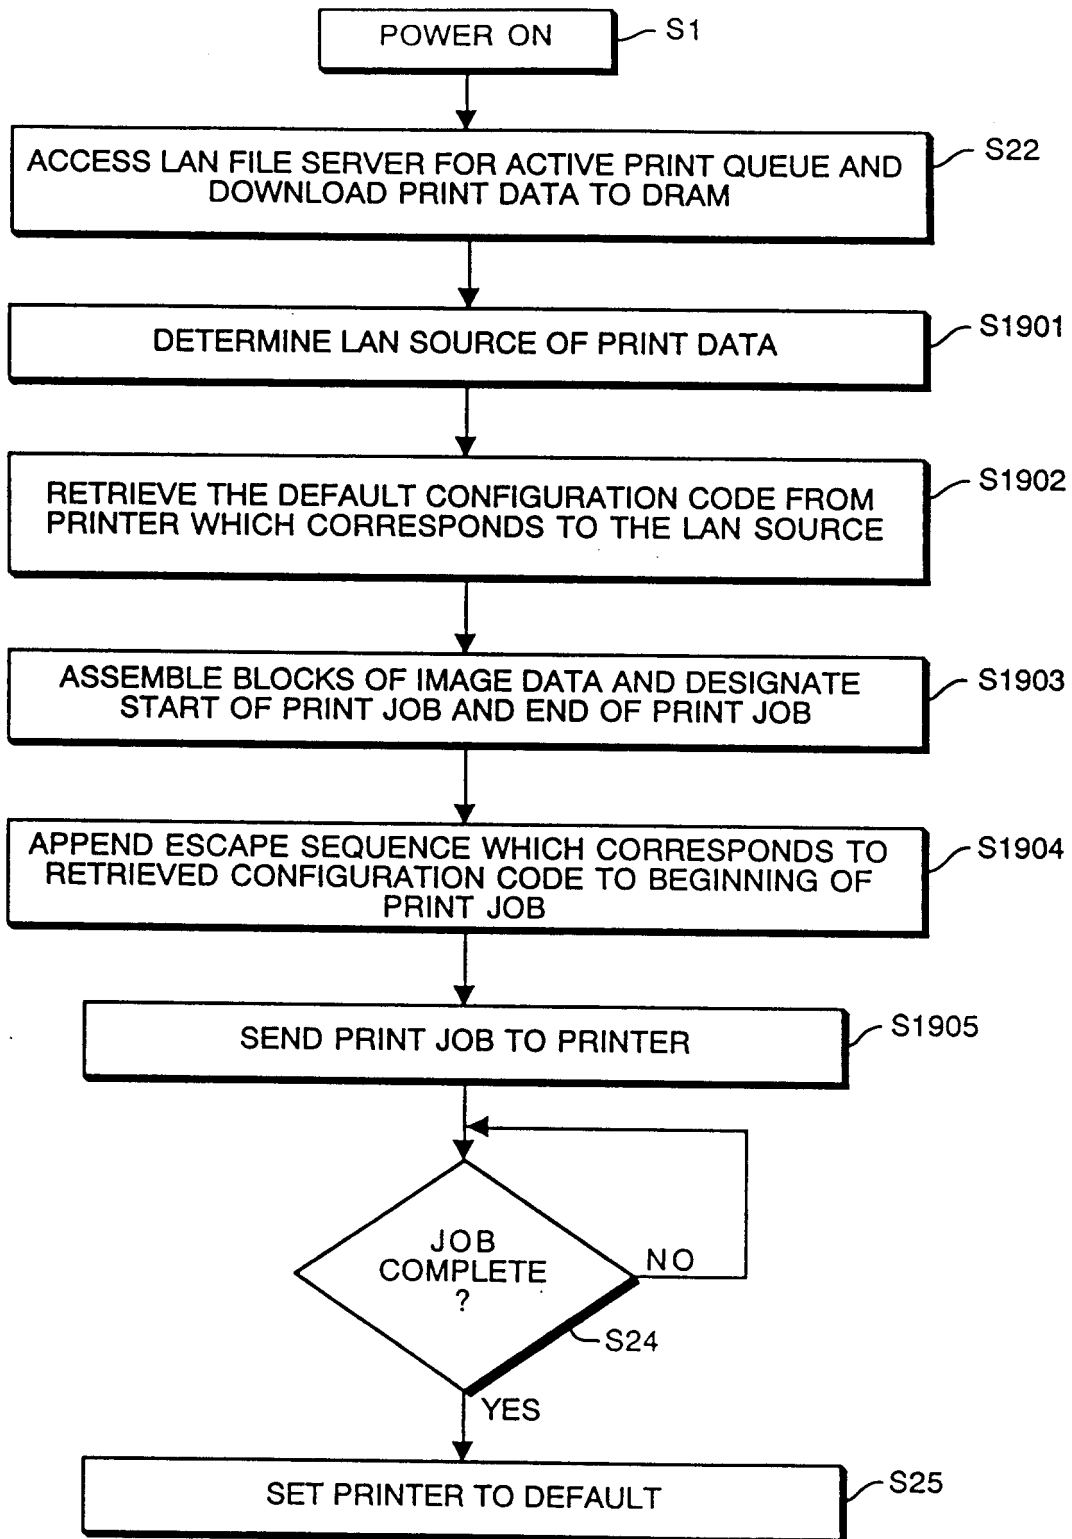 POWER ON
S1
ACCESS LAN FILE SERVER FOR ACTIVE PRINT QUEUE AND
DOWNLOAD PRINT DATA TO DRAM
S22
DETERMINE LAN SOURCE OF PRINT DATA
S1901
RETRIEVE THE DEFAULT CONFIGURATION CODE FROM
PRINTER WHICH CORRESPONDS TO THE LAN SOURCE
S1902
ASSEMBLE BLOCKS OF IMAGE DATA AND DESIGNATE
START OF PRINT JOB AND END OF PRINT JOB
S1903
APPEND ESCAPE SEQUENCE WHICH CORRESPONDS TO
RETRIEVED CONFIGURATION CODE TO BEGINNING OF
PRINT JOB
S1904
SEND PRINT JOB TO PRINTER
S1905
JOB
COMPLETE
?
NO
S24
YES
SET PRINTER TO DEFAULT
S25